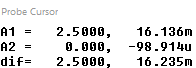 Probe Cursor
A1 = 2.5000, 16.136m
A2 = 0.000, -98.914u
dif= 2.5000, 16.235m